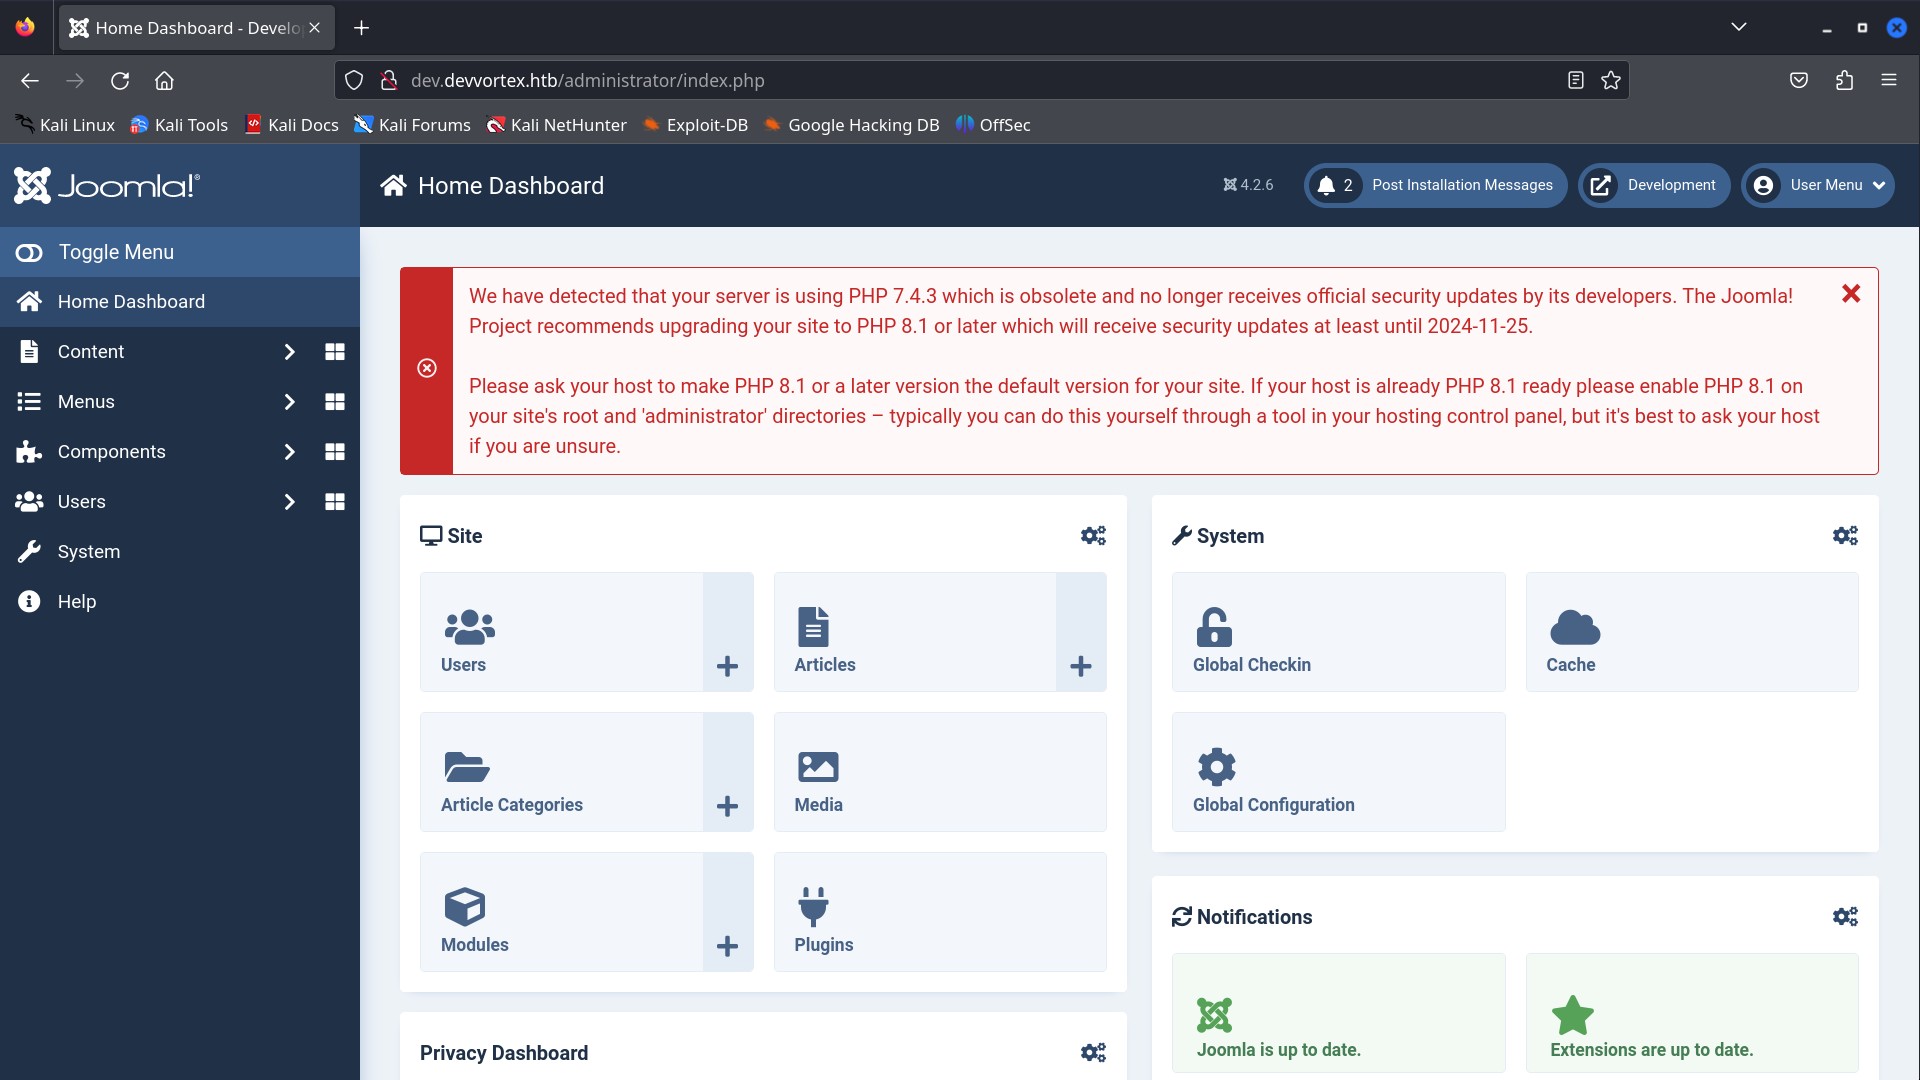 Home Dashboard - Develo
dev.devvortex.htb/administrator/index.php
Kali Linux Kali Tools Kali Docs Kali Forums Kali NetHunter Exploit-DB Google Hacking DB OffSec
Joomla!®
Home Dashboard
4.2.6
2 Post Installation Messages
Development
User Menu
Toggle Menu
Home Dashboard
Content
Menus
Components
Users
System
Help
We have detected that your server is using PHP 7.4.3 which is obsolete and no longer receives official security updates by its developers. The Joomla!
Project recommends upgrading your site to PHP 8.1 or later which will receive security updates at least until 2024-11-25.
Please ask your host to make PHP 8.1 or a later version the default version for your site. If your host is already PHP 8.1 ready please enable PHP 8.1 on
your site's root and 'administrator' directories – typically you can do this yourself through a tool in your hosting control panel, but it's best to ask your host
if you are unsure.
Site
Users
Articles
Article Categories
Media
Modules
Plugins
Privacy Dashboard
System
Global Checkin
Cache
Global Configuration
Notifications
Joomla is up to date.
Extensions are up to date.